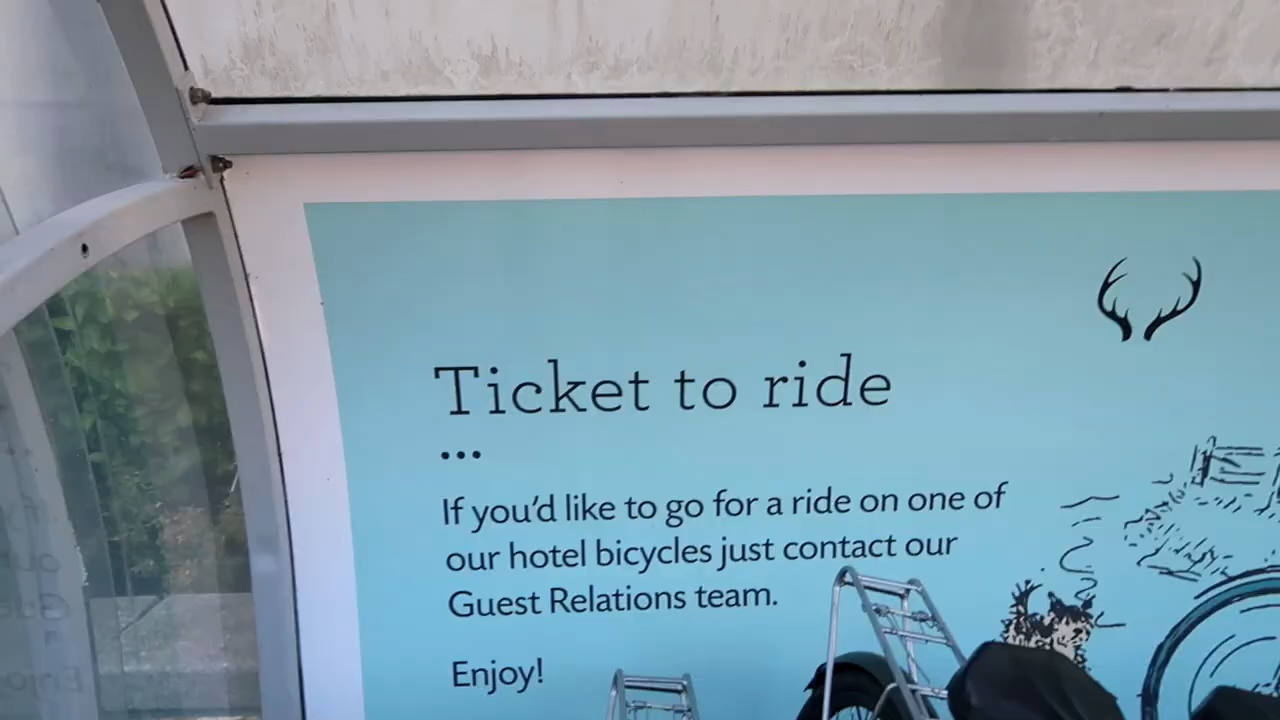 Ticket to ride
...
If you'd like to go for a ride on one of
our hotel bicycles just contact our
Guest Relations team.
Enjoy!